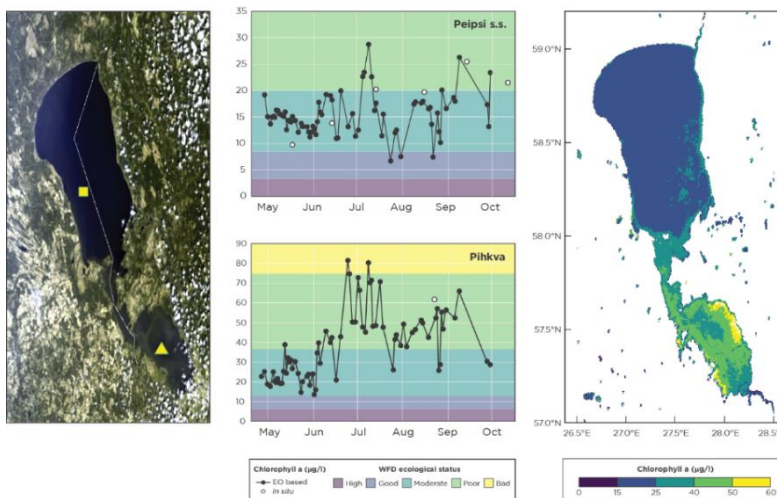 Peipsi s.s.
35
30
25
20
15
10
5
0
May Jun Jul Aug Sep Oct
Pihkva
90
80
70
60
50
40
30
20
10
0
May Jun Jul Aug Sep Oct
59.0°N
58.5°N
58.0°N
57.5°N
57.0°N
26.5°E 27.0°E 27.5°E 28.0°E 28.5°
Chlorophyll a (µg/l) WFD ecological status
EO based
In situ
High Good Moderate Poor Bad
Chlorophyll a (µg/l)
0 15 25 40 50 60